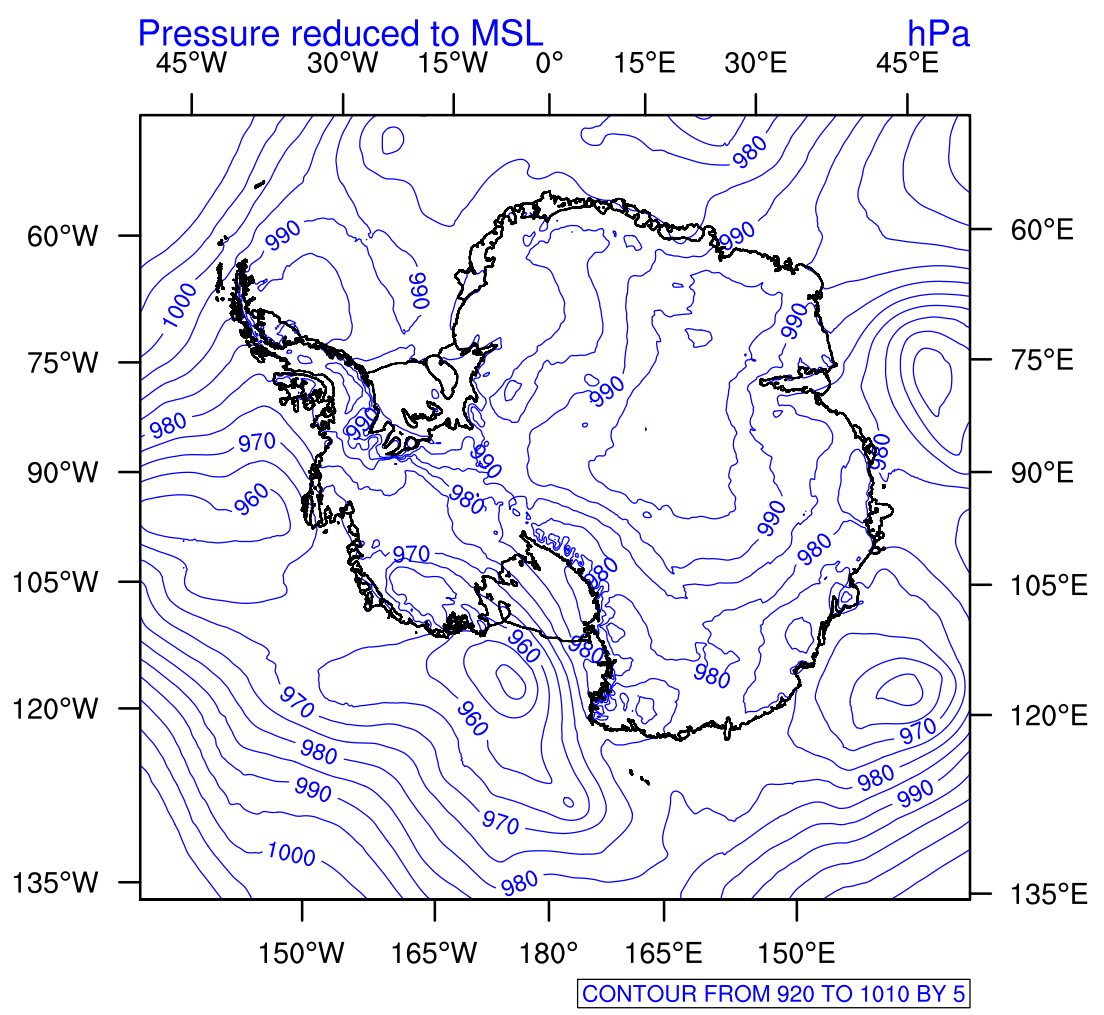 Pressure reduced to MSL hPa
45°W 30°W 15°W 0° 15°E 30°E 45°E
980
60°W 990 990 60°E
990
1000 990
75°W 75°E
990
980 990
970 980
90°W 990 90°E
960 980
990
970 980
105°W 980 105°E
960 980
980
970
120°W 960 120°E
970
980
980
990 990
970
1000
980
135°W 135°E
150°W 165°W 180° 165°E 150°E
CONTOUR FROM 920 TO 1010 BY 5